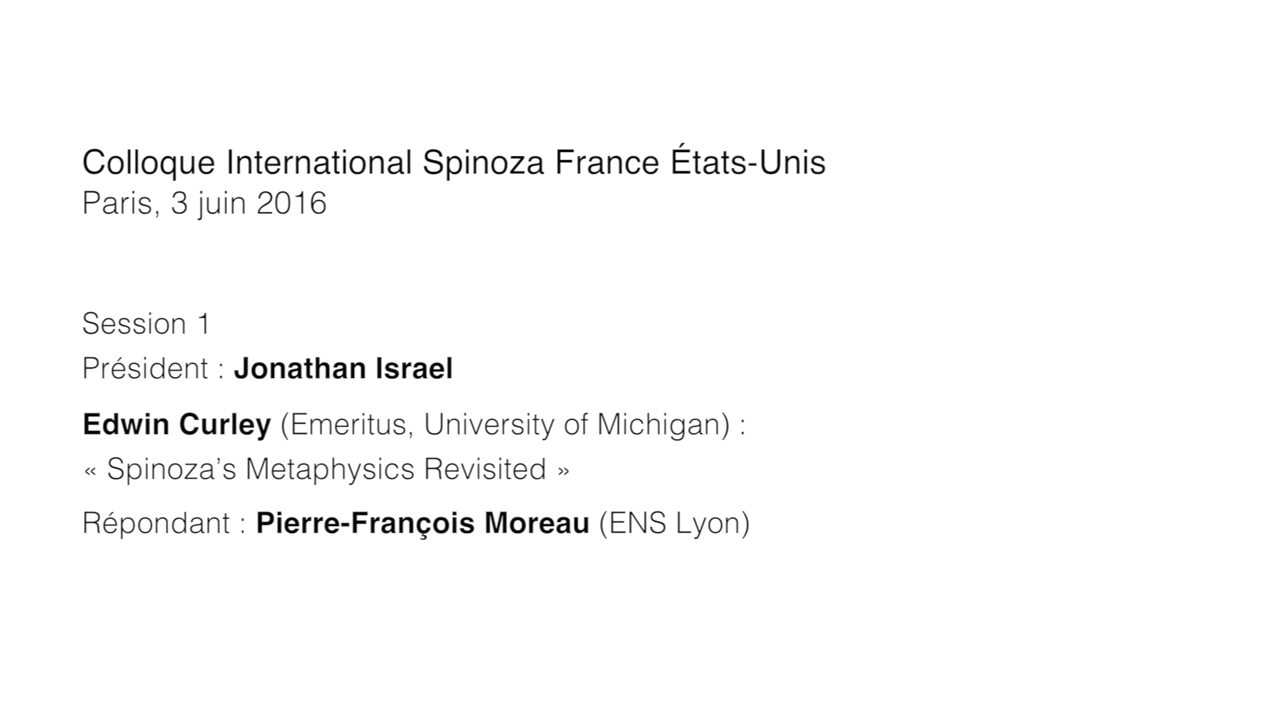 Colloque International Spinoza France États-Unis
Paris, 3 juin 2016
Session 1
Président : Jonathan Israel
Edwin Curley (Emeritus, University of Michigan) :
« Spinoza’s Metaphysics Revisited »
Répondant : Pierre-François Moreau (ENS Lyon)